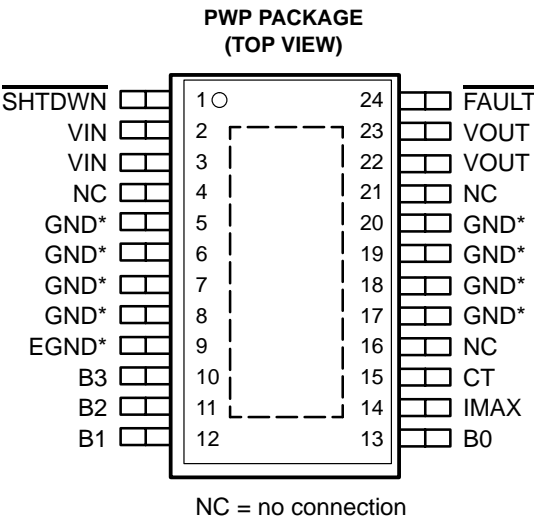 PWP PACKAGE
(TOP VIEW)
SHTDWN 1 24 FAULT
VIN 2 23 VOUT
VIN 3 22 VOUT
NC 4 21 NC
GND* 5 20 GND*
GND* 6 19 GND*
GND* 7 18 GND*
GND* 8 17 GND*
EGND* 9 16 NC
B3 10 15 CT
B2 11 14 IMAX
B1 12 13 B0
NC = no connection